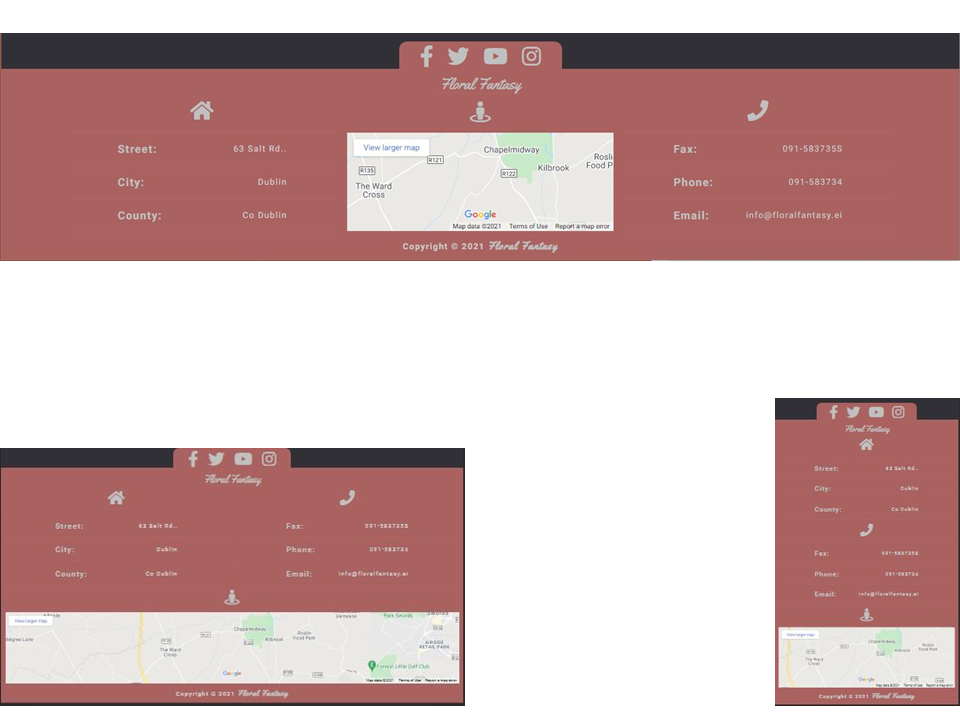 Floral Fantasy
Street: 63 Salt Rd..
City: Dublin
County: Co Dublin
View larger map
Chapelmidway
R121
Kilbrook
Rosli
Food P
R135
R122
The Ward
Cross
Google
Map data ©2021 Terms of Use Report a map error
Fax: 091-583735S
Phone: 091-583734
Email: info@floralfantasy.ei
Copyright © 2021 Floral Fantasy
Floral Fantasy
Street: 63 Salt Rd..
City: Dublin
County: Co Dublin
Fax: 091-583735S
Phone: 091-583734
Email: info@floralfantasy.ei
View larger map
Chapelmidway
Kilbrook
Roslin
Food Park
The Ward
Cross
AIRSIDE
RETAIL PARK
Forrest Little Golf Club
Google
Map data ©2021 Terms of Use Report a map error
Copyright © 2021 Floral Fantasy
Floral Fantasy
Street: 63 Salt Rd..
City: Dublin
County: Co Dublin
Fax: 091-583735S
Phone: 091-583734
Email: info@floralfantasy.ei
View larger map
Chapelmidway
Kilbrook
Roslin
Food Park
The Ward
Cross
Google
Map data ©2021 Terms of Use Report a map error
Copyright © 2021 Floral Fantasy